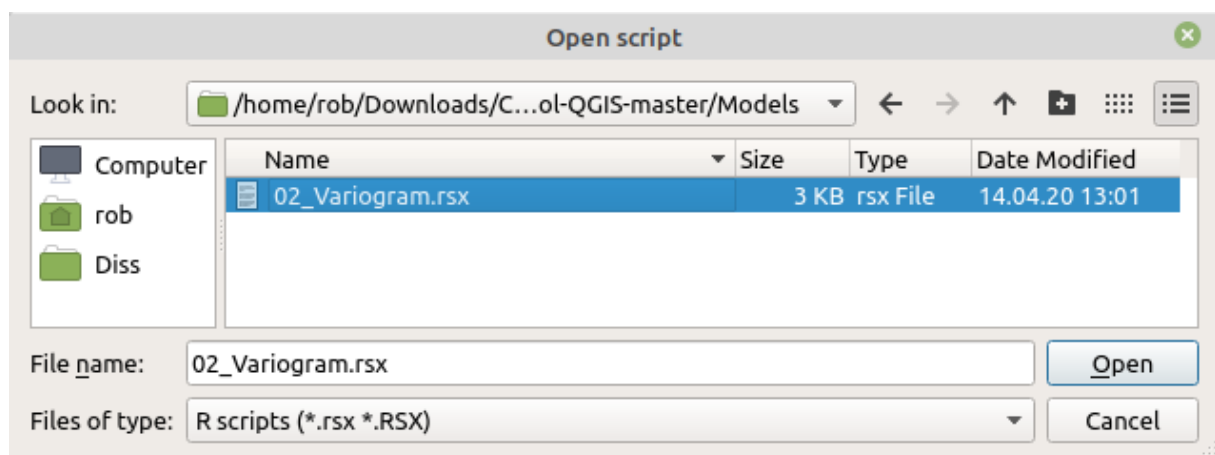 Open script
Look in: /home/rob/Downloads/C...ol-QGIS-master/Models
Computer
rob
Diss
Name Size Type Date Modified
02_Variogram.rsx 3 KB rsx File 14.04.20 13:01
File name: 02_Variogram.rsx Open
Files of type: R scripts (*.rsx *.RSX) Cancel